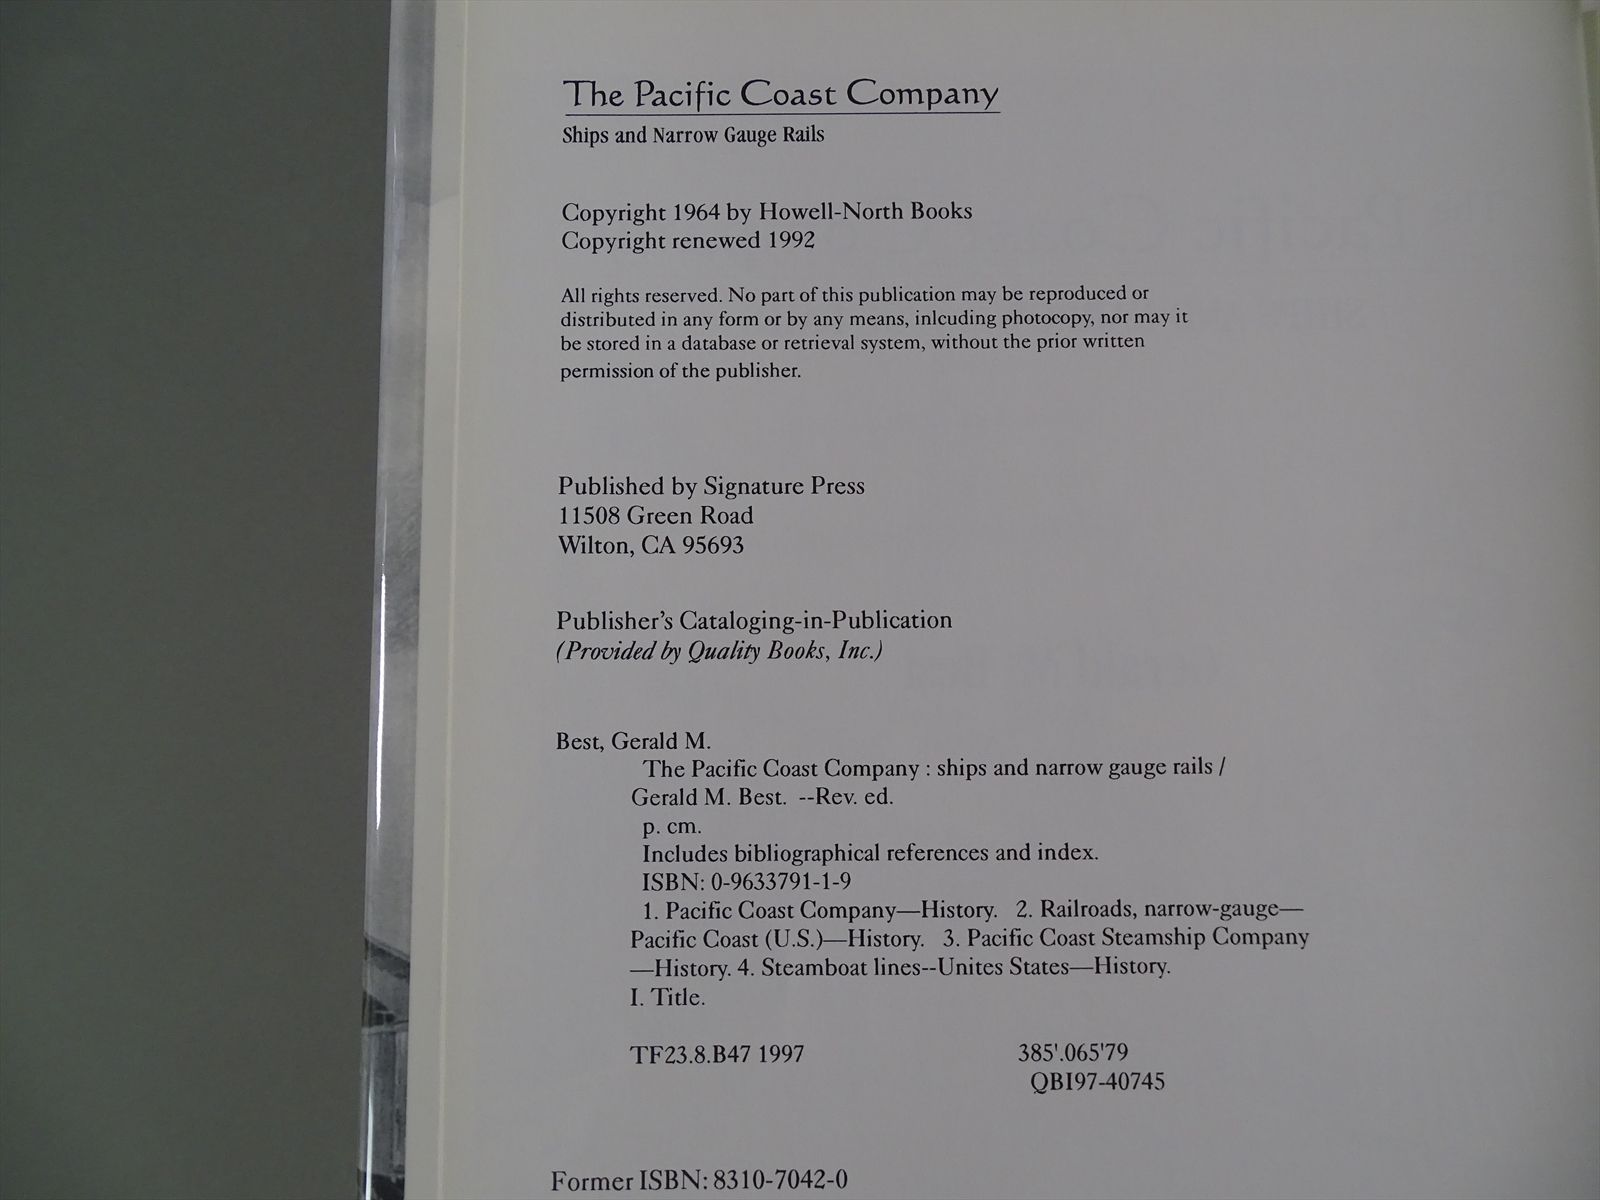 The Pacific Coast Company
Ships and Narrow Gauge Rails
Copyright 1964 by Howell-North Books
Copyright renewed 1992
All rights reserved. No part of this publication may be reproduced or
distributed in any form or by any means, inlcuding photocopy, nor may it
be stored in a database or retrieval system, without the prior written
permission of the publisher.
Published by Signature Press
11508 Green Road
Wilton, CA 95693
Publisher's Cataloging-in-Publication
(Provided by Quality Books, Inc.)
Best, Gerald M.
The Pacific Coast Company : ships and narrow gauge rails /
Gerald M. Best. --Rev. ed.
p. cm.
Includes bibliographical references and index.
ISBN: 0-9633791-1-9
1. Pacific Coast Company—History. 2. Railroads, narrow-gauge—
Pacific Coast (U.S.)—History. 3. Pacific Coast Steamship Company
—History. 4. Steamboat lines--Unites States—History.
I. Title.
TF23.8.B47 1997 385'.065'79
QBI97-40745
Former ISBN: 8310-7042-0